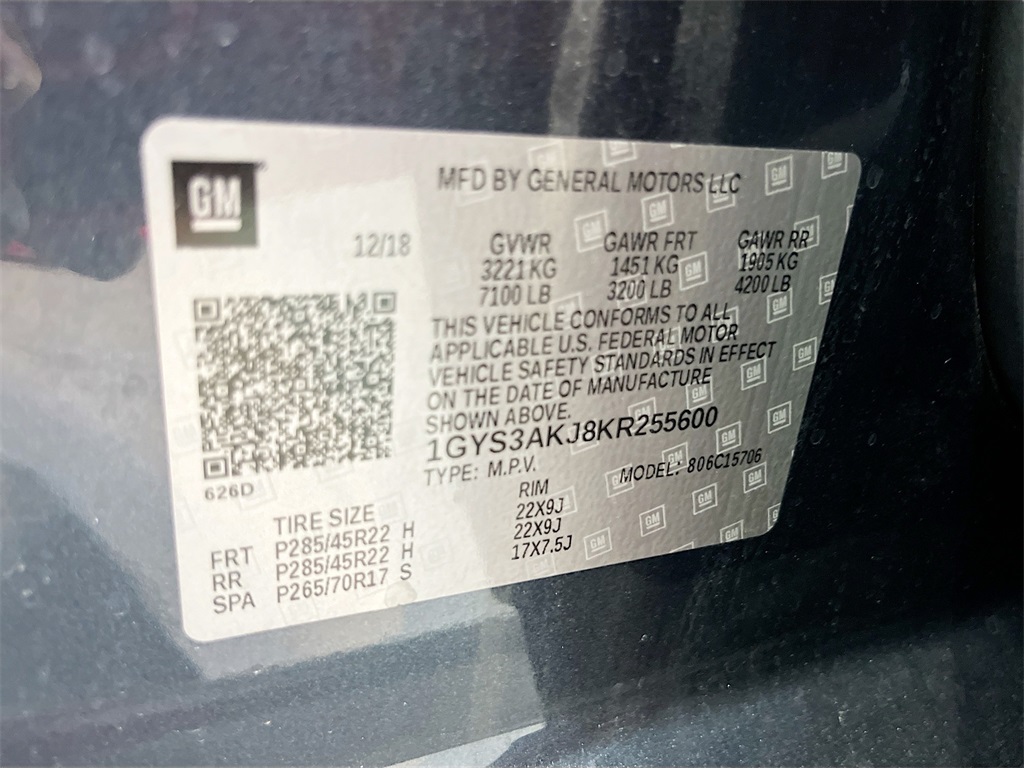 GM
MFD BY GENERAL MOTORS LLC
12/18
GVWR GAWR FRT GAWR RR
3221 KG 1451 KG 1905 KG
7100 LB 3200 LB 4200 LB
THIS VEHICLE CONFORMS TO ALL
APPLICABLE U.S. FEDERAL MOTOR
VEHICLE SAFETY STANDARDS IN EFFECT
ON THE DATE OF MANUFACTURE
SHOWN ABOVE.
1GYS3AKJ8KR255600
TYPE: M.P.V. MODEL: 806C15706
626D
TIRE SIZE RIM
FRT P285/45R22 H 22X9J
RR P285/45R22 H 22X9J
SPA P265/70R17 S 17X7.5J